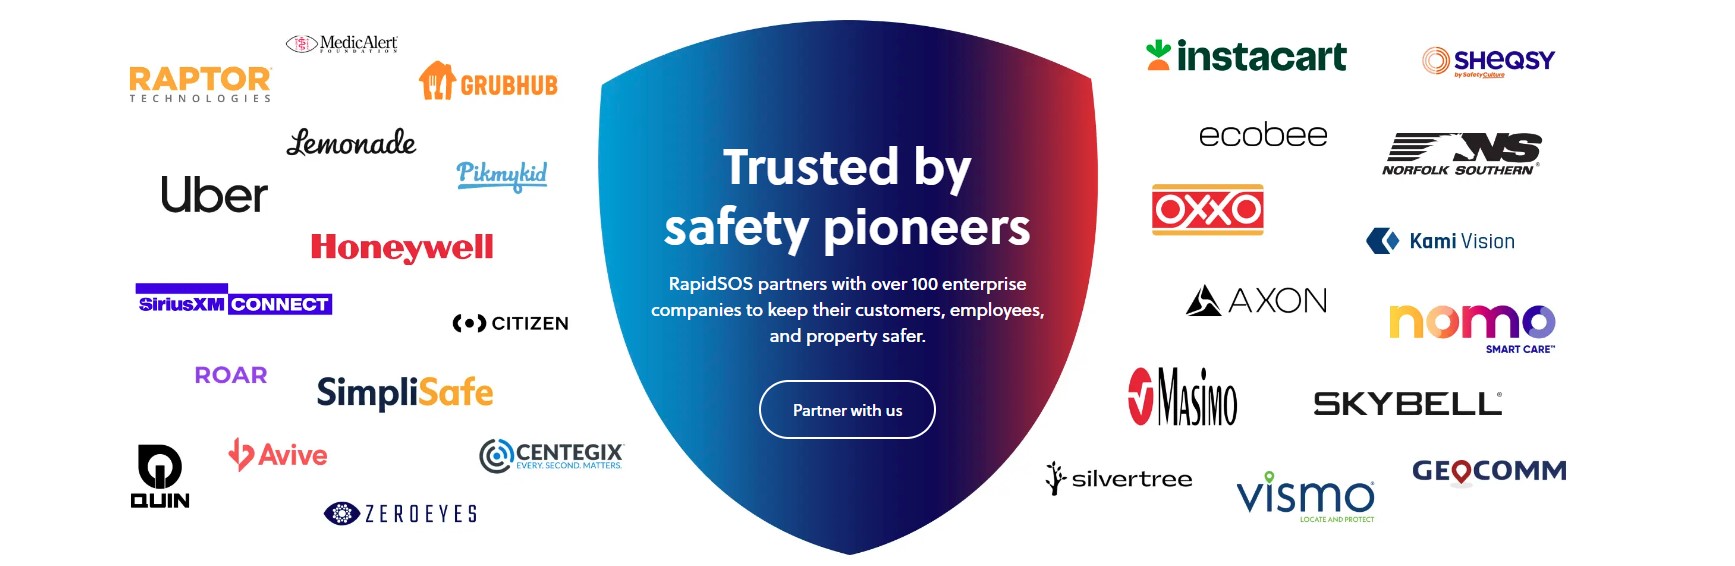 MedicAlert
FOUNDATION
RAPTOR
TECHNOLOGIES
GRUBHUB
Lemonade
Pikmykid
Uber
Honeywell
SiriusXM CONNECT
CITIZEN
ROAR
SimpliSafe
QUIN
Avive
CENTEGIX™
EVERY. SECOND. MATTERS.
ZEROEYES
Trusted by
safety pioneers
RapidSOS partners with over 100 enterprise
companies to keep their customers, employees,
and property safer.
Partner with us
instacart
SHEQSY
by SafetyCulture
ecobee
NS
NORFOLK SOUTHERN®
OXXO
Kami Vision
AXON
nomo
SMART CARE™
Masimo
SKYBELL®
silvertree
vismo®
LOCATE AND PROTECT
GEOCOMM